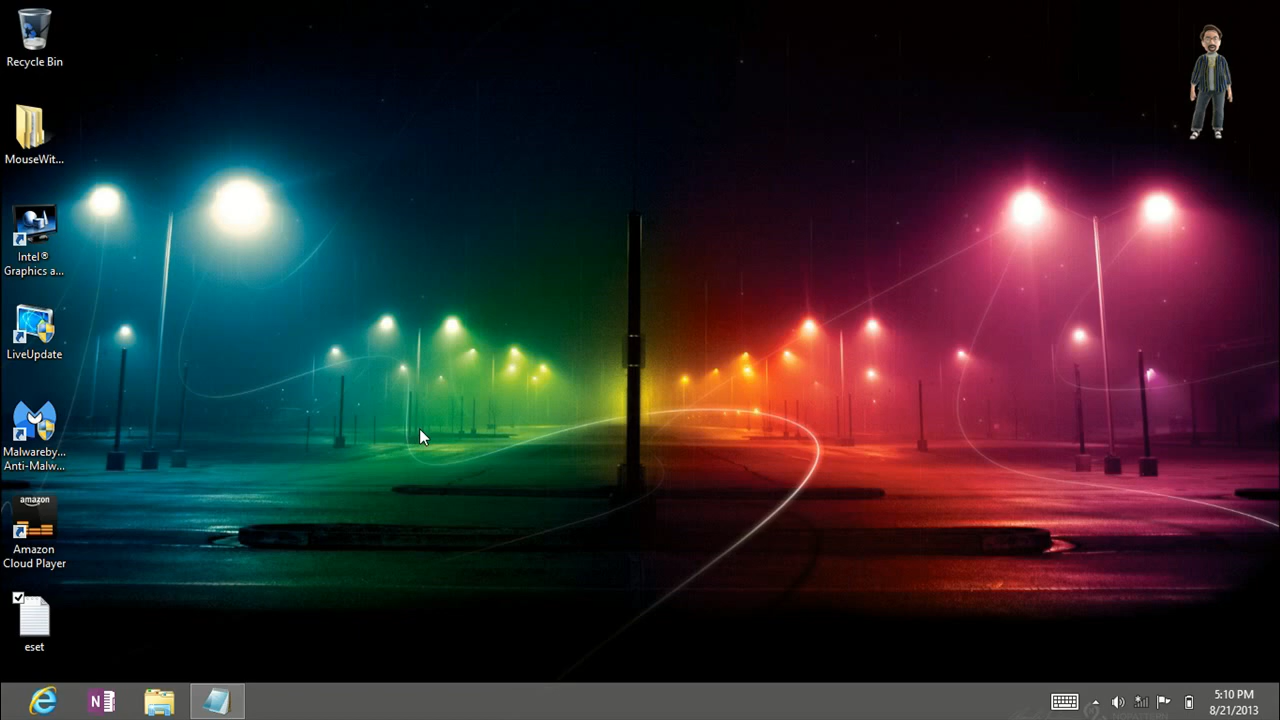 Recycle Bin
MouseWit...
Intel®
Graphics a...
LiveUpdate
Malwareby...
Anti-Malw...
amazon
Amazon
Cloud Player
eset
N
5:10 PM
8/21/2013